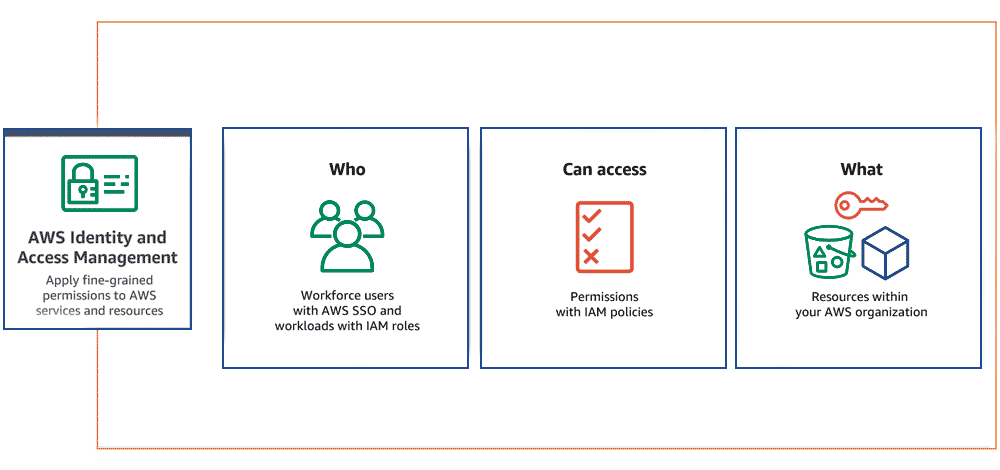 AWS Identity and
Access Management
Apply fine-grained
permissions to AWS
services and resources
Who
Workforce users
with AWS SSO and
workloads with IAM roles
Can access
Permissions
with IAM policies
What
Resources within
your AWS organization